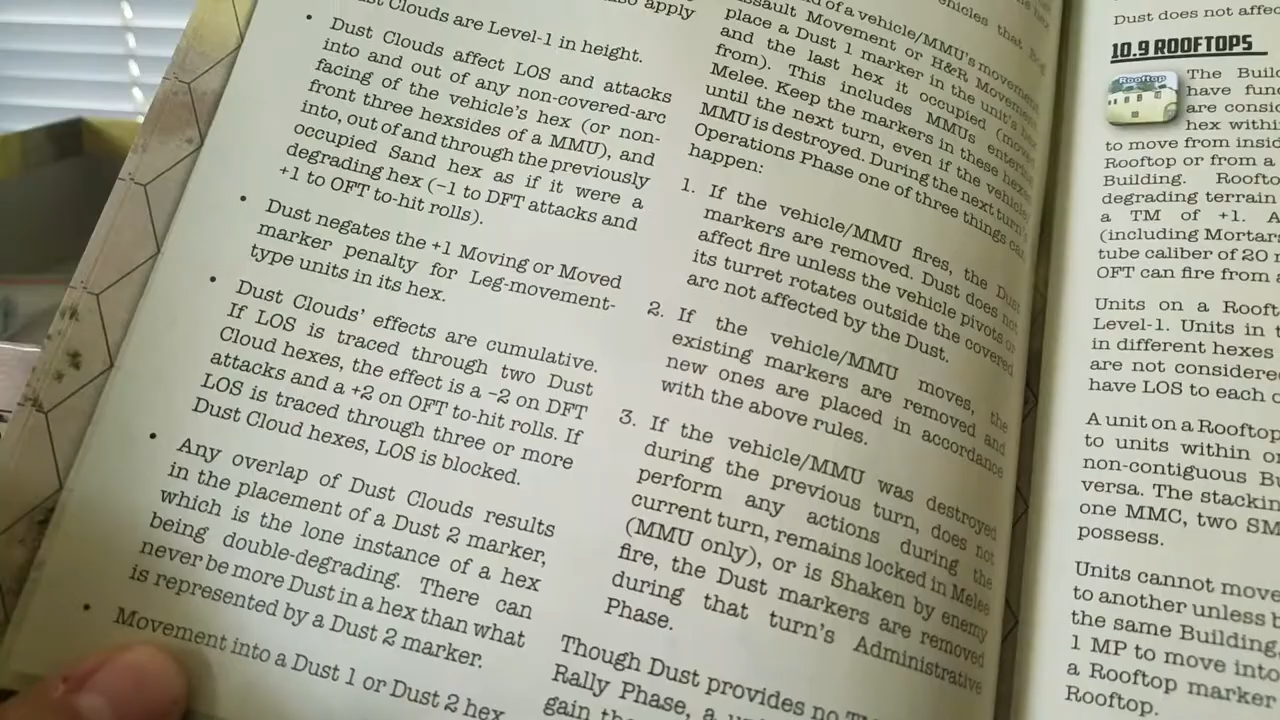 also apply
Dust Clouds are Level-1 in height.
• Dust Clouds affect LOS and attacks
into and out of any non-covered-arc
facing of the vehicle's hex (or non-
front three hexsides of a MMU), and
into, out of and through the previously
occupied Sand hex as if it were a
degrading hex (–1 to DFT attacks and
+1 to OFT to-hit rolls).
• Dust negates the +1 Moving or Moved
marker penalty for Leg-movement-
type units in its hex.
• Dust Clouds' effects are cumulative.
If LOS is traced through two Dust
Cloud hexes, the effect is a –2 on DFT
attacks and a +2 on OFT to-hit rolls. If
LOS is traced through three or more
Dust Cloud hexes, LOS is blocked.
• Any overlap of Dust Clouds results
in the placement of a Dust 2 marker,
which is the lone instance of a hex
being double-degrading. There can
never be more Dust in a hex than what
is represented by a Dust 2 marker.
• Movement into a Dust 1 or Dust 2 hex
vehicles that
of a vehicle/MMU's movement
Assault Movement or H&R Movement
place a Dust 1 marker in the unit's hex
and the last hex it occupied (moved
from). This includes MMUs entering
Melee. Keep the markers in these hexes
until the next turn, even if the vehicle/
MMU is destroyed. During the next turn's
Operations Phase one of three things can
happen:
1. If the vehicle/MMU fires, the Dust
markers are removed. Dust does not
affect fire unless the vehicle pivots or
its turret rotates outside the covered
arc not affected by the Dust.
2. If the vehicle/MMU moves, the
existing markers are removed and
new ones are placed in accordance
with the above rules.
3. If the vehicle/MMU was destroyed
during the previous turn, does not
perform any actions during the
current turn, remains locked in Melee
(MMU only), or is Shaken by enemy
fire, the Dust markers are removed
during that turn's Administrative
Phase.
Though Dust provides no
Rally Phase, a
gain the
Dust does not
10.9 ROOFTOPS
Rooftop
The
have
are
hex
to move from
Rooftop or from a
Building.
degrading terrain
a TM of +1.
(including
tube caliber of 20
OFT can fire from
Units on a
Level-1. Units in
in different hexes
are not
have LOS to each
A unit on a Rooftop
to units within
non-contiguous
versa. The
one MMC, two
possess.
Units cannot move
to another unless
the same Building,
1 MP to move into
a Rooftop marker
Rooftop.